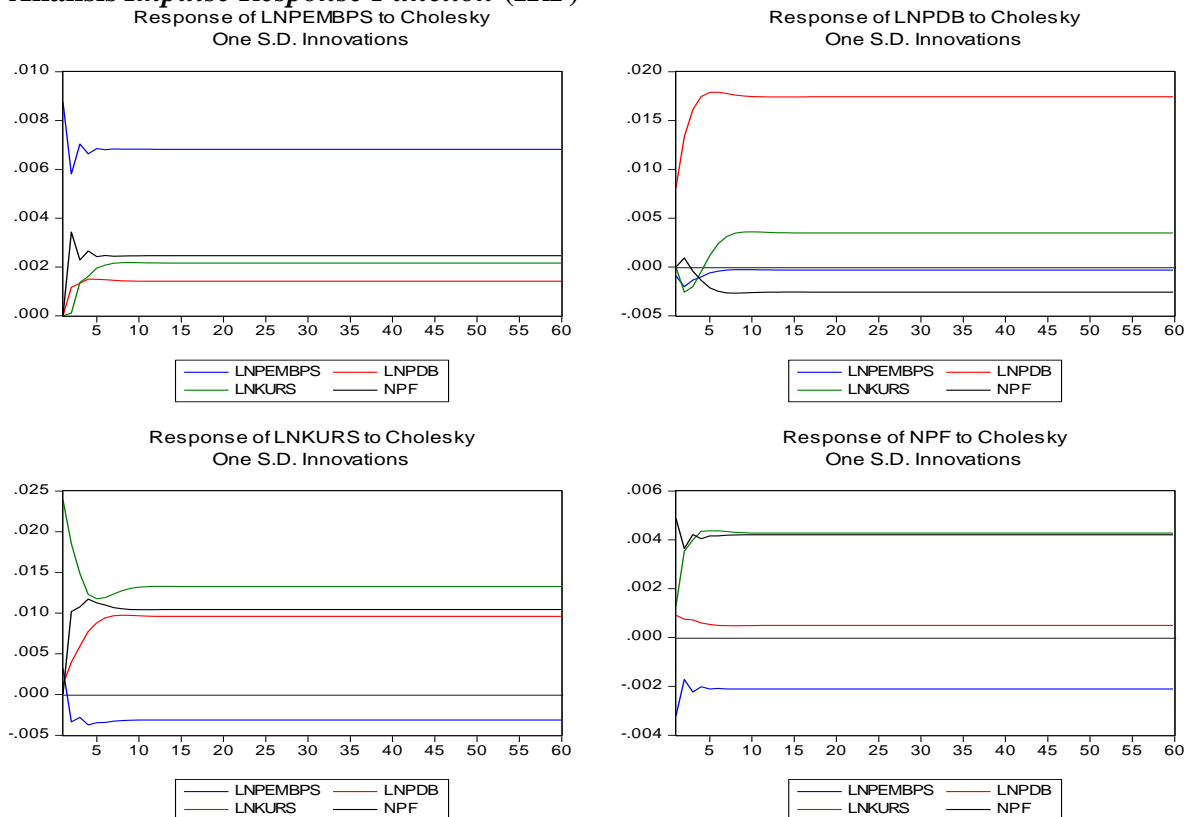 Analisis Impulse Response Function (IRF)
Response of LNPEMBPS to Cholesky
One S.D. Innovations
.010
.008
.006
.004
.002
.000
5 10 15 20 25 30 35 40 45 50 55 60
LNPEMBPS LNPDB
LNKURS NPF
Response of LNPDB to Cholesky
One S.D. Innovations
.020
.015
.010
.005
.000
-.005
5 10 15 20 25 30 35 40 45 50 55 60
LNPEMBPS LNPDB
LNKURS NPF
Response of LNKURS to Cholesky
One S.D. Innovations
.025
.020
.015
.010
.005
.000
-.005
5 10 15 20 25 30 35 40 45 50 55 60
LNPEMBPS LNPDB
LNKURS NPF
Response of NPF to Cholesky
One S.D. Innovations
.006
.004
.002
.000
-.002
-.004
5 10 15 20 25 30 35 40 45 50 55 60
LNPEMBPS LNPDB
LNKURS NPF